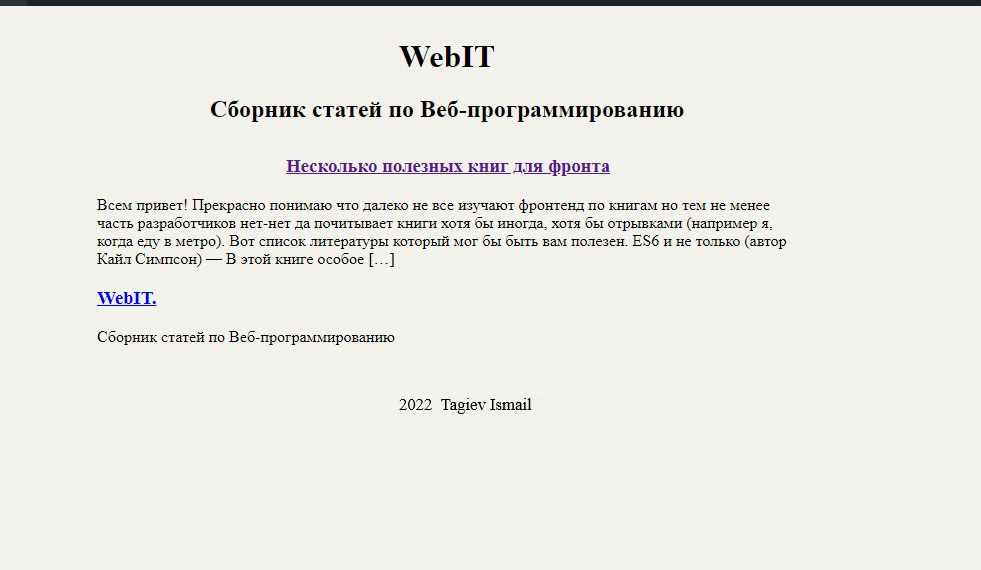 WebIT
Сборник статей по Веб-программированию
Несколько полезных книг для фронта
Всем привет! Прекрасно понимаю что далеко не все изучают фронтенд по книгам но тем не менее
часть разработчиков нет-нет да почитывает книги хотя бы иногда, хотя бы отрывками (например я,
когда еду в метро). Вот список литературы который мог бы быть вам полезен. ES6 и не только (автор
Кайл Симпсон) — В этой книге особое […]
WebIT.
Сборник статей по Веб-программированию
2022 Tagiev Ismail